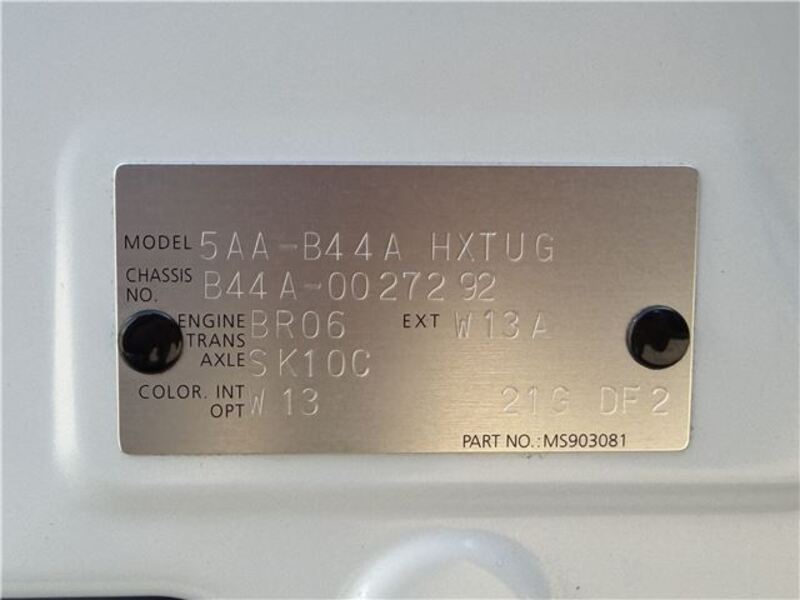 MODEL 5AA-B44A HXTUG
CHASSIS NO. B44A-0027292
ENGINE BR06 EXT W13A
TRANS
AXLE SK10C
COLOR. INT
OPT W13 21G DF2
PART NO.:MS903081